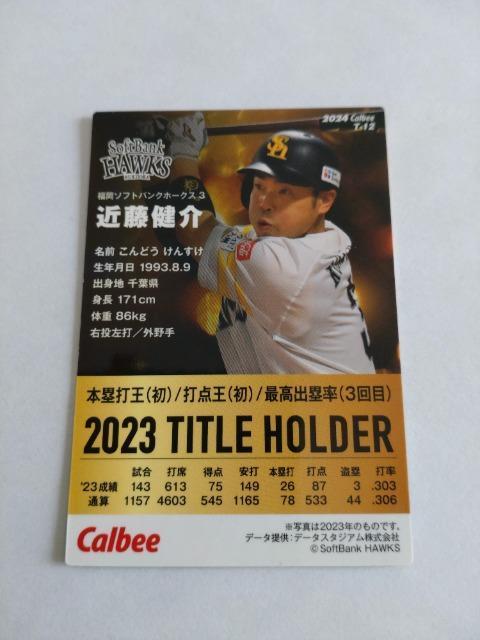 2024 Calbee
T-12
SoftBank
HAWKS
福岡ソフトバンクホークス 3
近藤健介
名前 こんどう けんすけ
生年月日 1993.8.9
出身地 千葉県
身長 171cm
体重 86kg
右投左打/外野手
本塁打王(初)/打点王(初)/最高出塁率(3回目)
2023 TITLE HOLDER
試合 打席 得点 安打 本塁打 打点 盗塁 打率
'23成績 143 613 75 149 26 87 3 .303
通算 1157 4603 545 1165 78 533 44 .306
※写真は2023年のものです。
データ提供:データスタジアム株式会社
Calbee
© SoftBank HAWKS